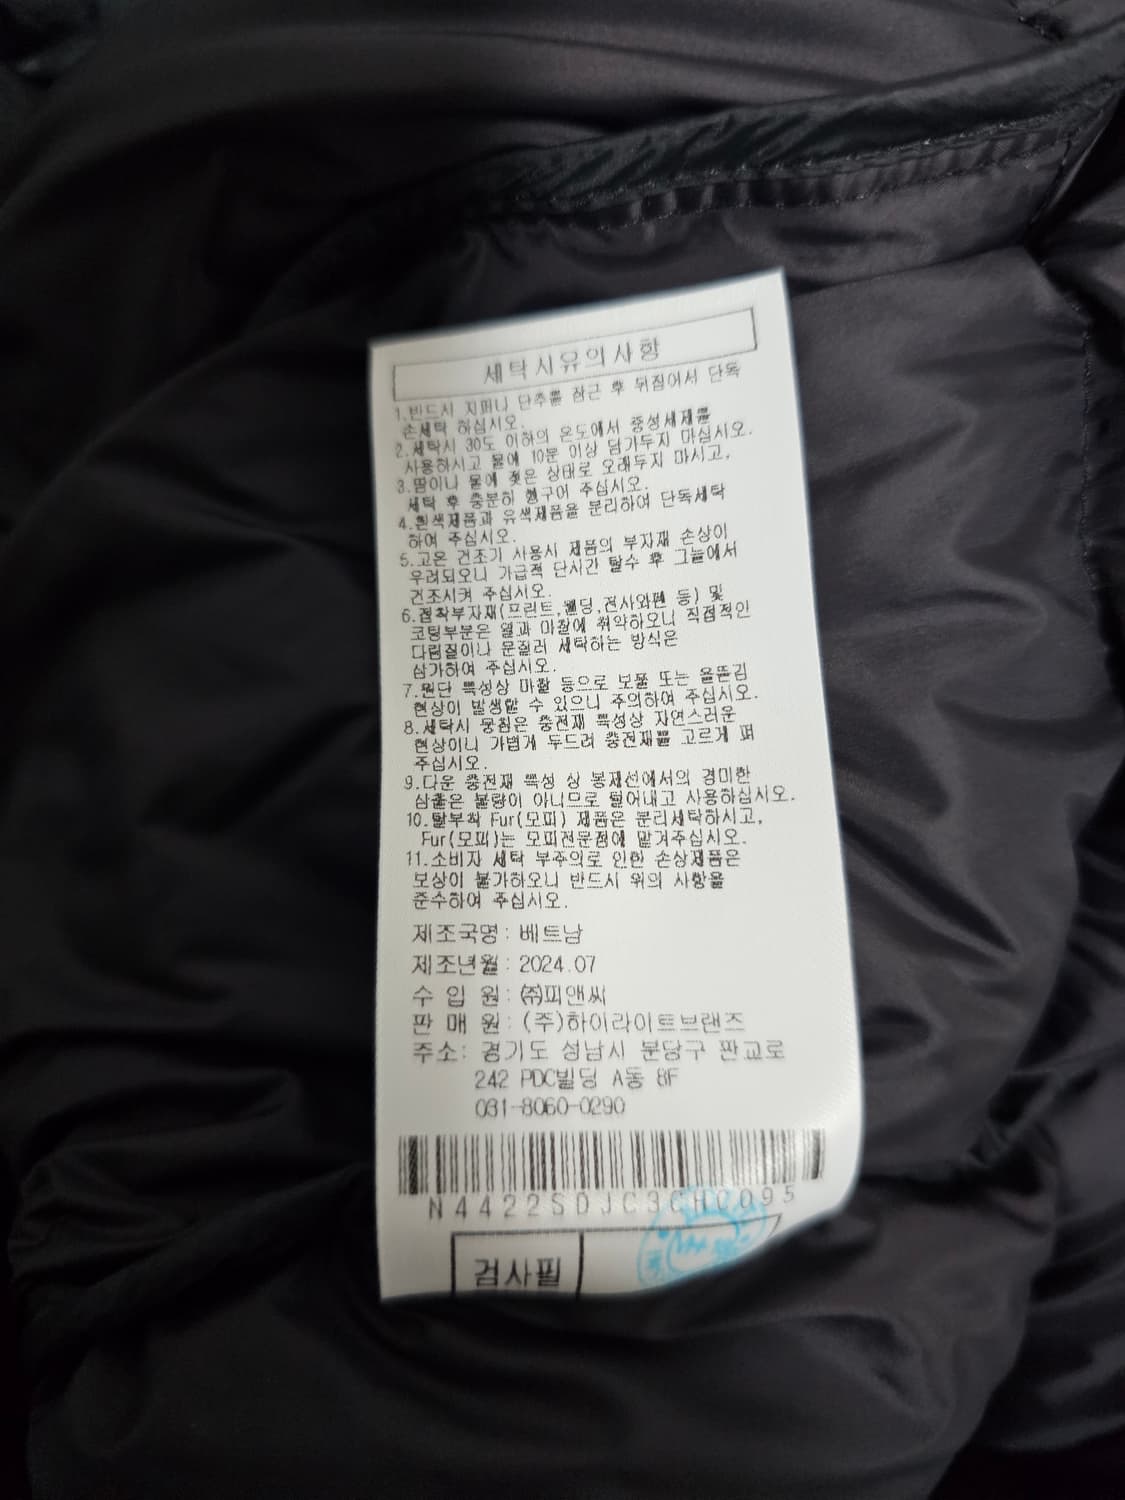 세탁시유의사항
1.반드시 지퍼나 단추를 잠근 후 뒤집어서 단독
손세탁 하십시오.
2.세탁시 30도 이하의 온도에서 중성세제를
사용하시고 물에 10분 이상 담가두지 마십시오.
3.땀이나 물에 젖은 상태로 오래두지 마시고,
세탁 후 충분히 헹구어 주십시오.
4.흰색제품과 유색제품을 분리하여 단독세탁
하여 주십시오.
5.고온 건조기 사용시 제품의 부자재 손상이
우려되오니 가급적 단시간 탈수 후 그늘에서
건조시켜 주십시오.
6.접착부자재(프린트,웰딩,전사와펜 등) 및
코팅부분은 열과 마찰에 취약하오니 직접적인
다림질이나 문질러 세탁하는 방식은
삼가하여 주십시오.
7.원단 특성상 마찰 등으로 보풀 또는 올뜯김
현상이 발생할 수 있으니 주의하여 주십시오.
8.세탁시 뭉침은 충전재 특성상 자연스러운
현상이니 가볍게 두드려 충전재를 고르게 펴
주십시오.
9.다운 충전재 특성 상 봉제선에서의 경미한
삼출은 불량이 아니므로 털어내고 사용하십시오.
10.탈부착 Fur(모피) 제품은 분리세탁하시고,
Fur(모피)는 모피전문점에 맡겨주십시오.
11.소비자 세탁 부주의로 인한 손상제품은
보상이 불가하오니 반드시 위의 사항을
준수하여 주십시오.
제조국명 : 베트남
제조년월 : 2024.07
수 입 원 : ㈜피앤씨
판 매 원 : (주)하이라이트브랜즈
주소: 경기도 성남시 분당구 판교로
242 PDC빌딩 A동 8F
031-8060-0290
N4422SDJC3CH0095
검사필